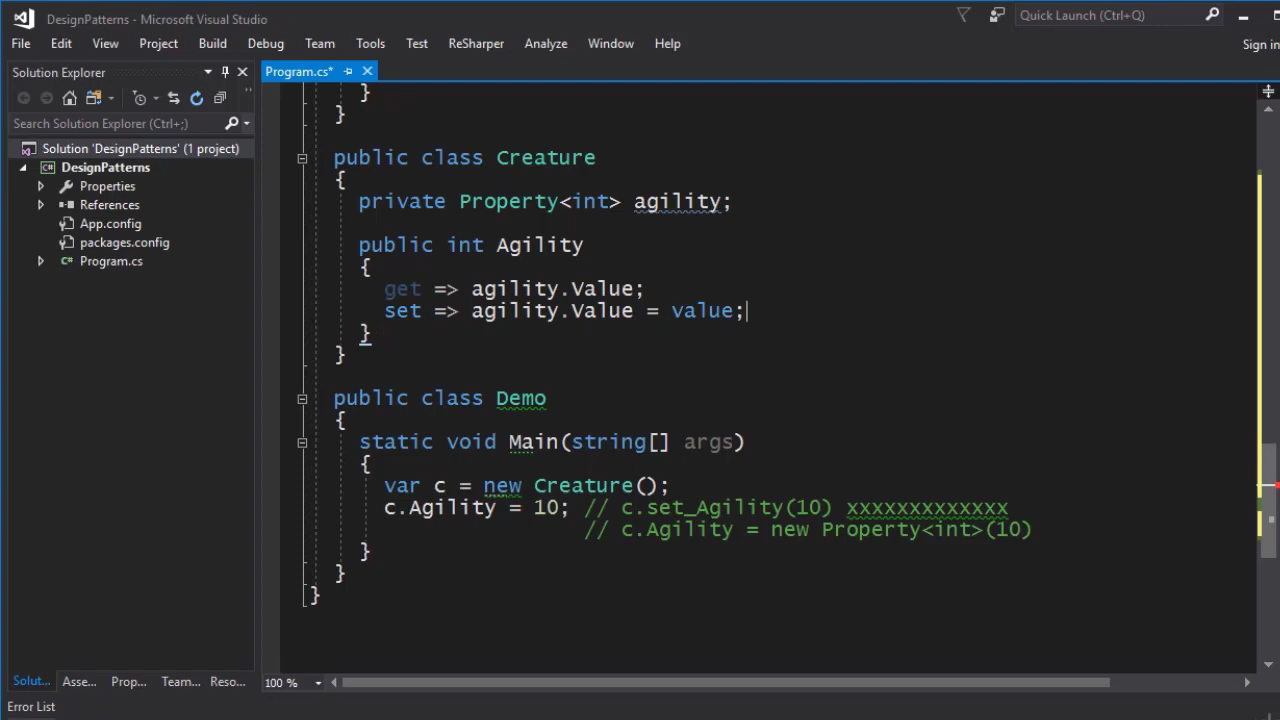 DesignPatterns - Microsoft Visual Studio
Quick Launch (Ctrl+Q)
File Edit View Project Build Debug Team Tools Test ReSharper Analyze Window Help
Sign in
Solution Explorer
Program.cs*
Search Solution Explorer (Ctrl+;)
Solution 'DesignPatterns' (1 project)
C# DesignPatterns
Properties
References
App.config
packages.config
C# Program.cs
}
}
public class Creature
{
private Property<int> agility;
public int Agility
{
get => agility.Value;
set => agility.Value = value;
}
}
public class Demo
{
static void Main(string[] args)
{
var c = new Creature();
c.Agility = 10; // c.set_Agility(10) xxxxxxxxxxxxx
// c.Agility = new Property<int>(10)
}
}
}
Solut... Asse... Prop... Team... Reso...
100 %
Error List